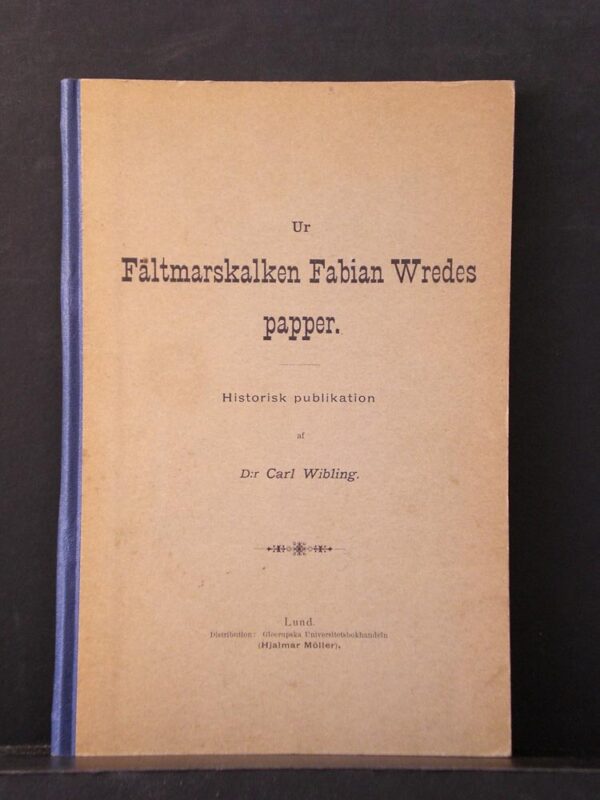 Ur
Fältmarskalken Fabian Wredes
papper.
Historisk publikation
af
D:r Carl Wibling.
Lund.
Distribution: Gleerupska Universitetsbokhandeln
(Hjalmar Möller).